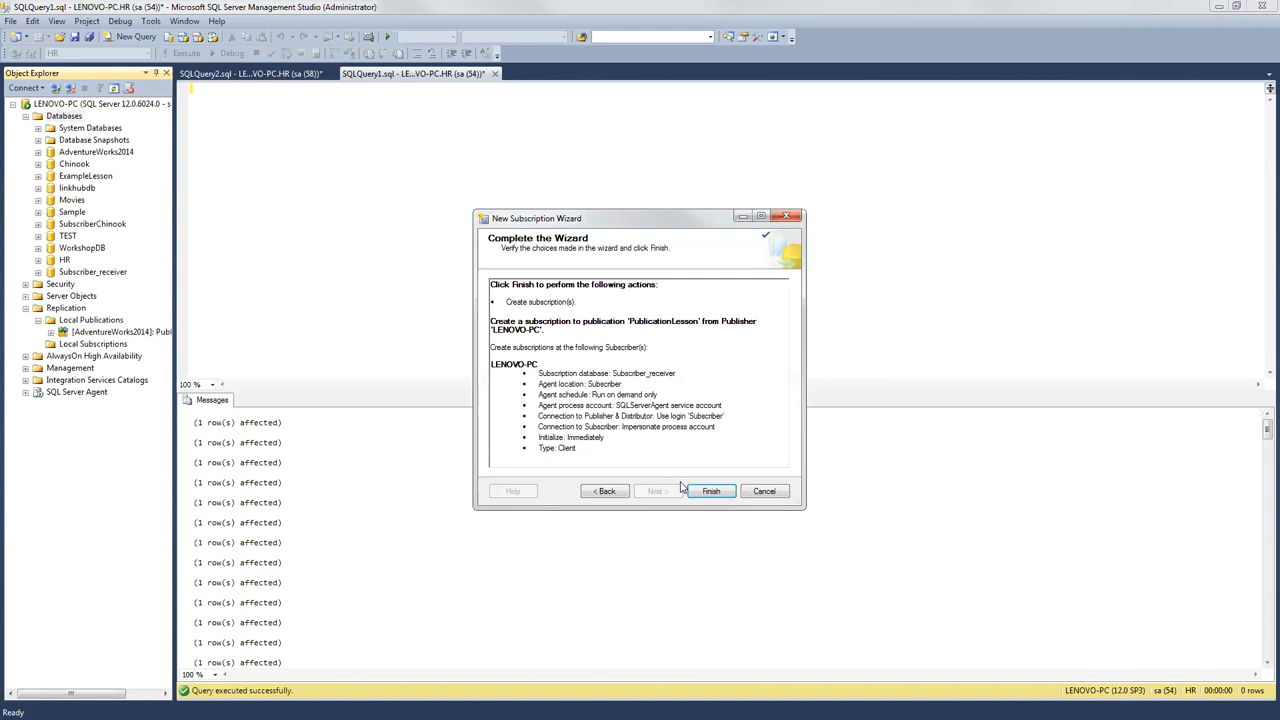 SQLQuery1.sql - LENOVO-PC.HR (sa (54))* - Microsoft SQL Server Management Studio (Administrator)
File Edit View Project Debug Tools Window Help
New Query
HR Execute Debug
Object Explorer
SQLQuery2.sql - LE...VO-PC.HR (sa (58))*
SQLQuery1.sql - LE...VO-PC.HR (sa (54))*
Connect
LENOVO-PC (SQL Server 12.0.6024.0 - s
Databases
System Databases
Database Snapshots
AdventureWorks2014
Chinook
ExampleLesson
linkhubdb
Movies
Sample
SubscriberChinook
TEST
WorkshopDB
HR
Subscriber_receiver
Security
Server Objects
Replication
Local Publications
[AdventureWorks2014]: Publ
Local Subscriptions
AlwaysOn High Availability
Management
Integration Services Catalogs
SQL Server Agent
New Subscription Wizard
Complete the Wizard
Verify the choices made in the wizard and click Finish.
Click Finish to perform the following actions:
• Create subscription(s).
Create a subscription to publication 'PublicationLesson' from Publisher
'LENOVO-PC'.
Create subscriptions at the following Subscriber(s):
LENOVO-PC
• Subscription database: Subscriber_receiver
• Agent location: Subscriber
• Agent schedule: Run on demand only
• Agent process account: SQLServerAgent service account
• Connection to Publisher & Distributor: Use login 'Subscriber'
• Connection to Subscriber: Impersonate process account
• Initialize: Immediately
• Type: Client
Help < Back Next > Finish Cancel
100 %
Messages
(1 row(s) affected)
(1 row(s) affected)
(1 row(s) affected)
(1 row(s) affected)
(1 row(s) affected)
(1 row(s) affected)
(1 row(s) affected)
(1 row(s) affected)
(1 row(s) affected)
(1 row(s) affected)
(1 row(s) affected)
(1 row(s) affected)
(1 row(s) affected)
100 %
Query executed successfully. LENOVO-PC (12.0 SP3) sa (54) HR 00:00:00 0 rows
Ready